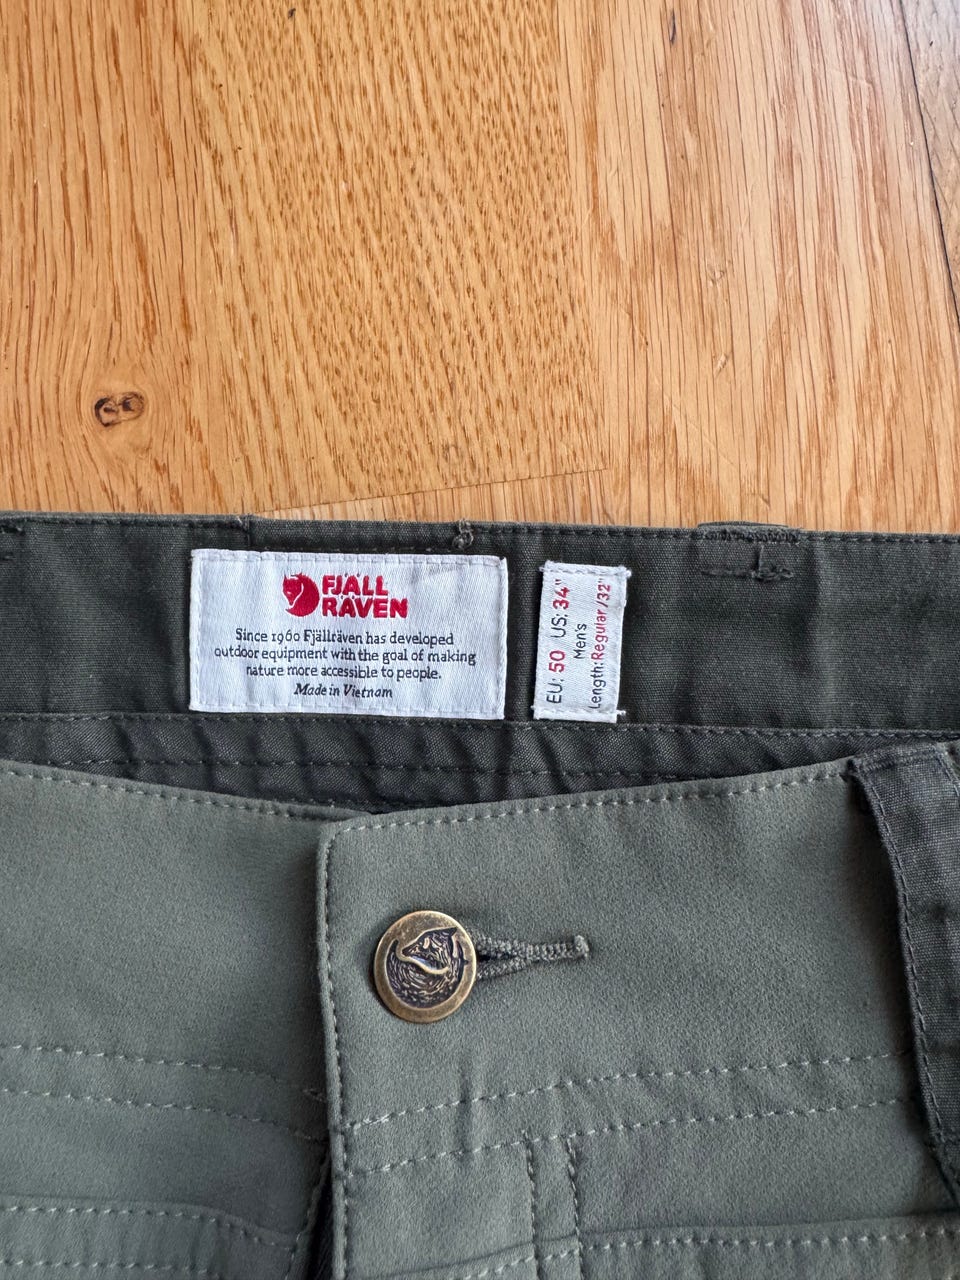 FJÄLL
RÄVEN
Since 1960 Fjällräven has developed
outdoor equipment with the goal of making
nature more accessible to people.
Made in Vietnam
EU: 50 US: 34"
Men's
Length: Regular /32"